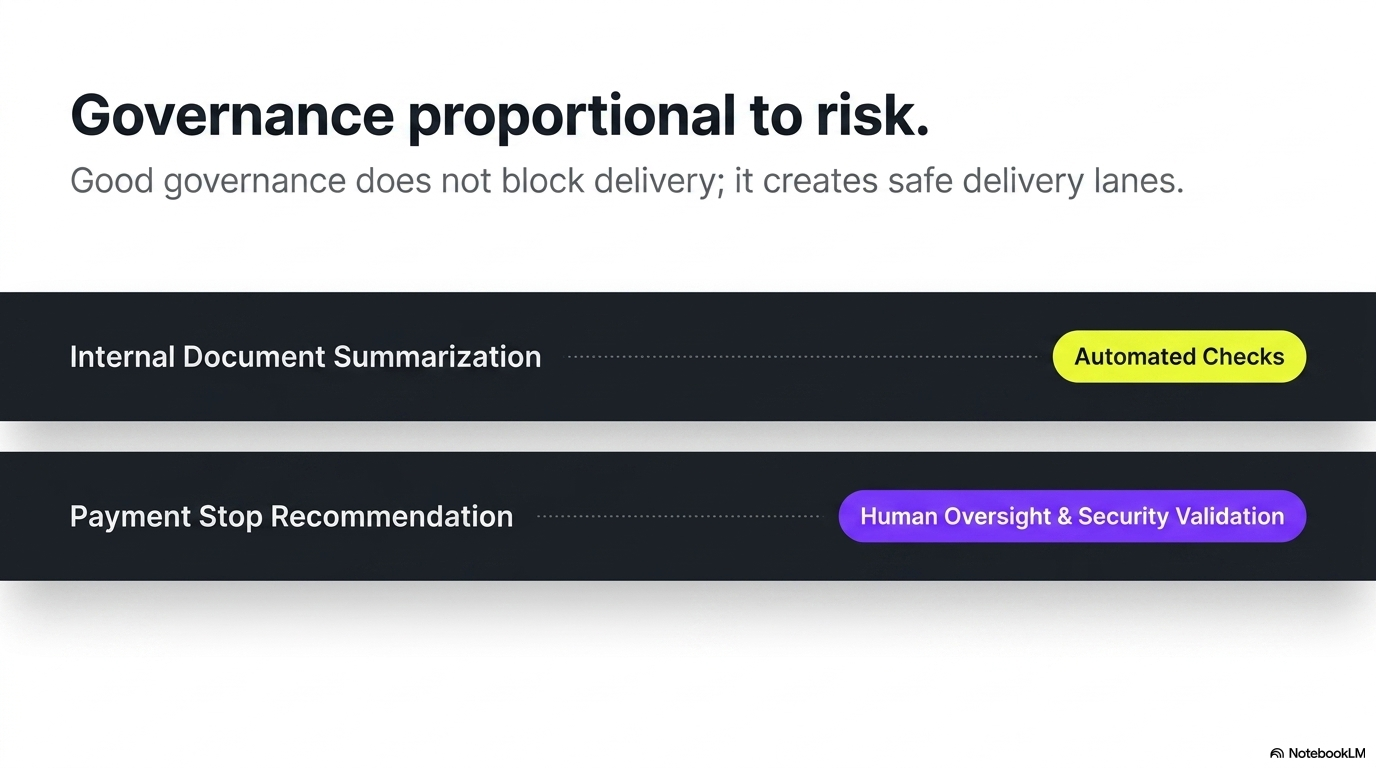 Governance proportional to risk.
Good governance does not block delivery; it creates safe delivery lanes.
Internal Document Summarization
Automated Checks
Payment Stop Recommendation
Human Oversight & Security Validation
NotebookLM